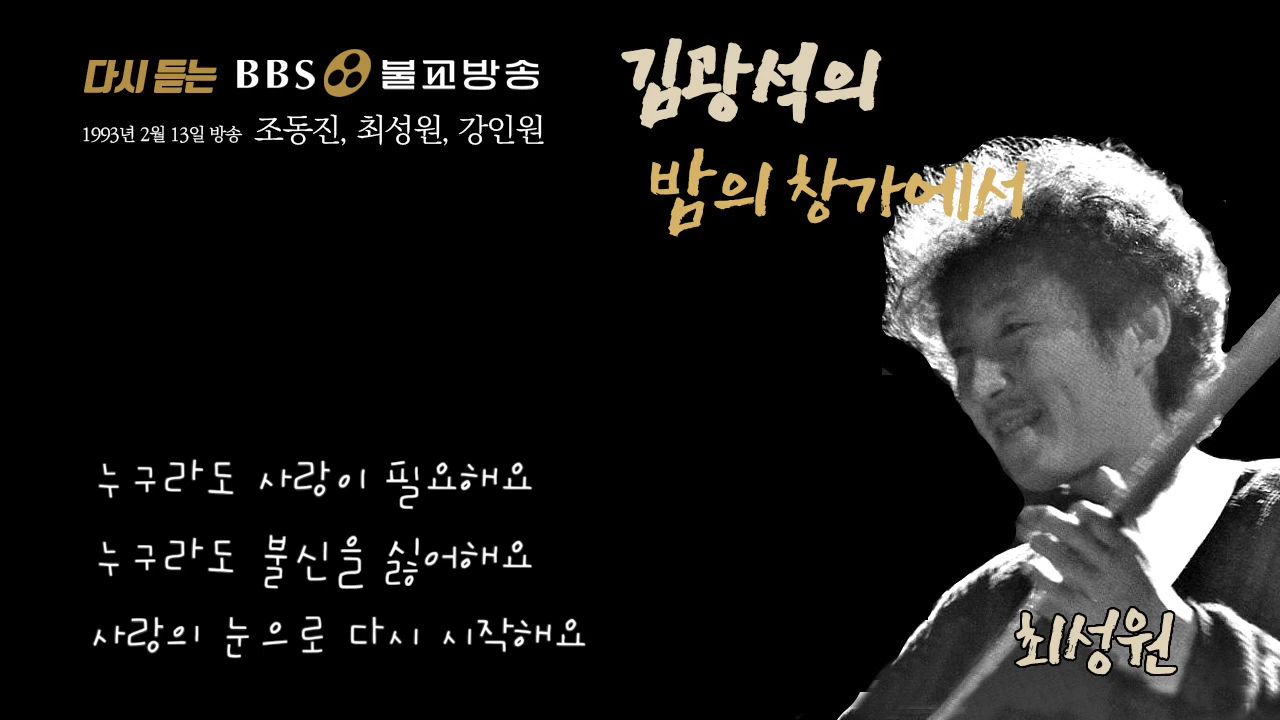 다시 듣는 BBS 불교방송
1993년 2월 13일 방송 조동진, 최성원, 강인원
김광석의
밤의 창가에서
누구라도 사랑이 필요해요
누구라도 불신을 싫어해요
사랑의 눈으로 다시 시작해요
최성원